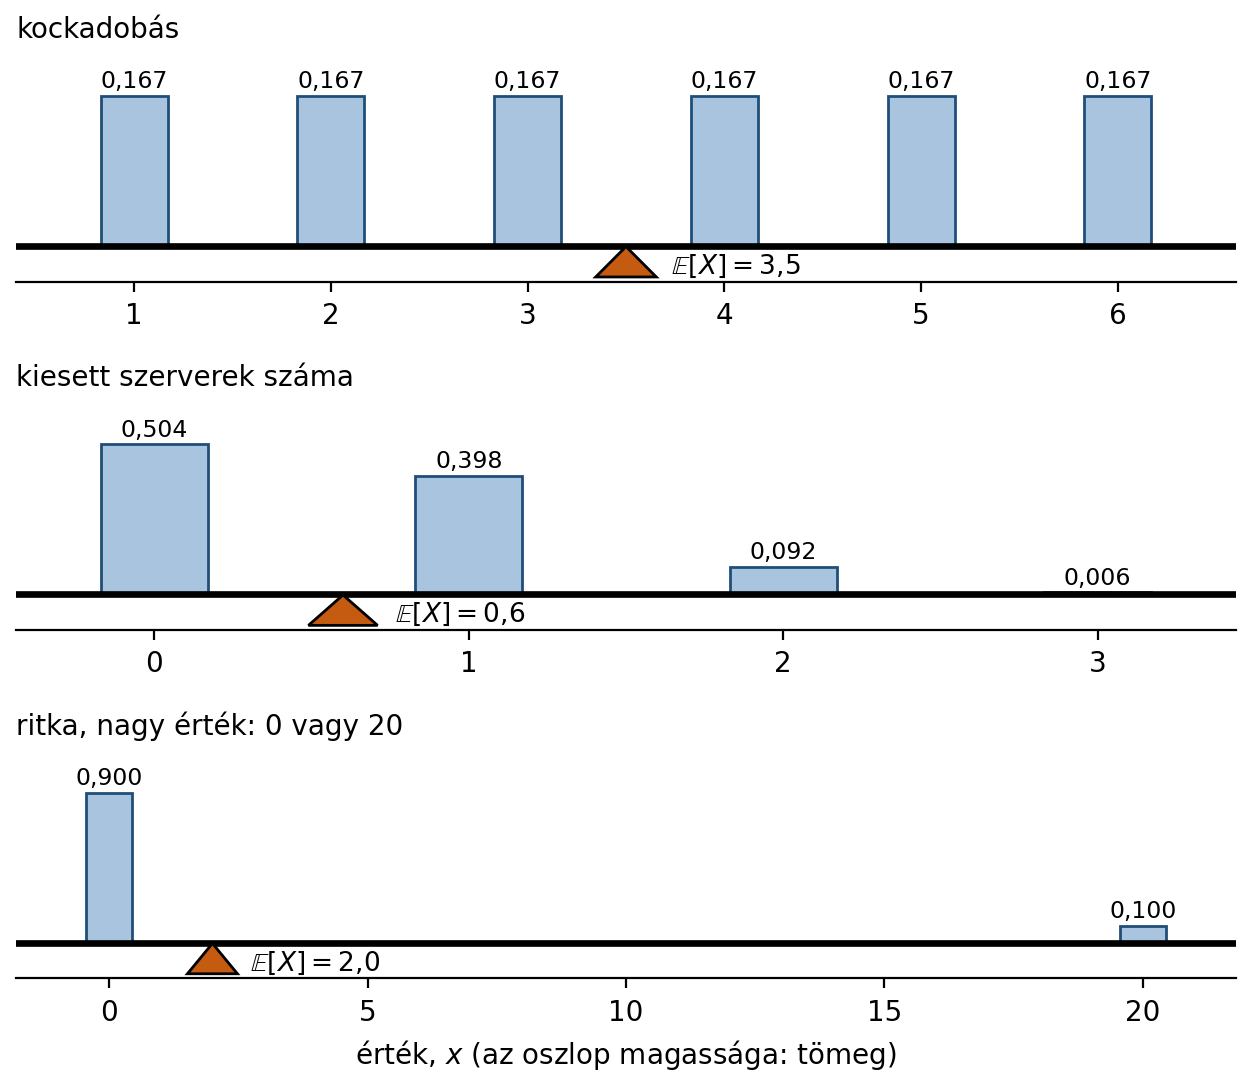 kockadobás
0,167 0,167 0,167 0,167 0,167 0,167
𝔼[X] = 3,5
1 2 3 4 5 6
kiesett szerverek száma
0,504
0,398
0,092
0,006
𝔼[X] = 0,6
0 1 2 3
ritka, nagy érték: 0 vagy 20
0,900
0,100
𝔼[X] = 2,0
0 5 10 15 20
érték, x (az oszlop magassága: tömeg)